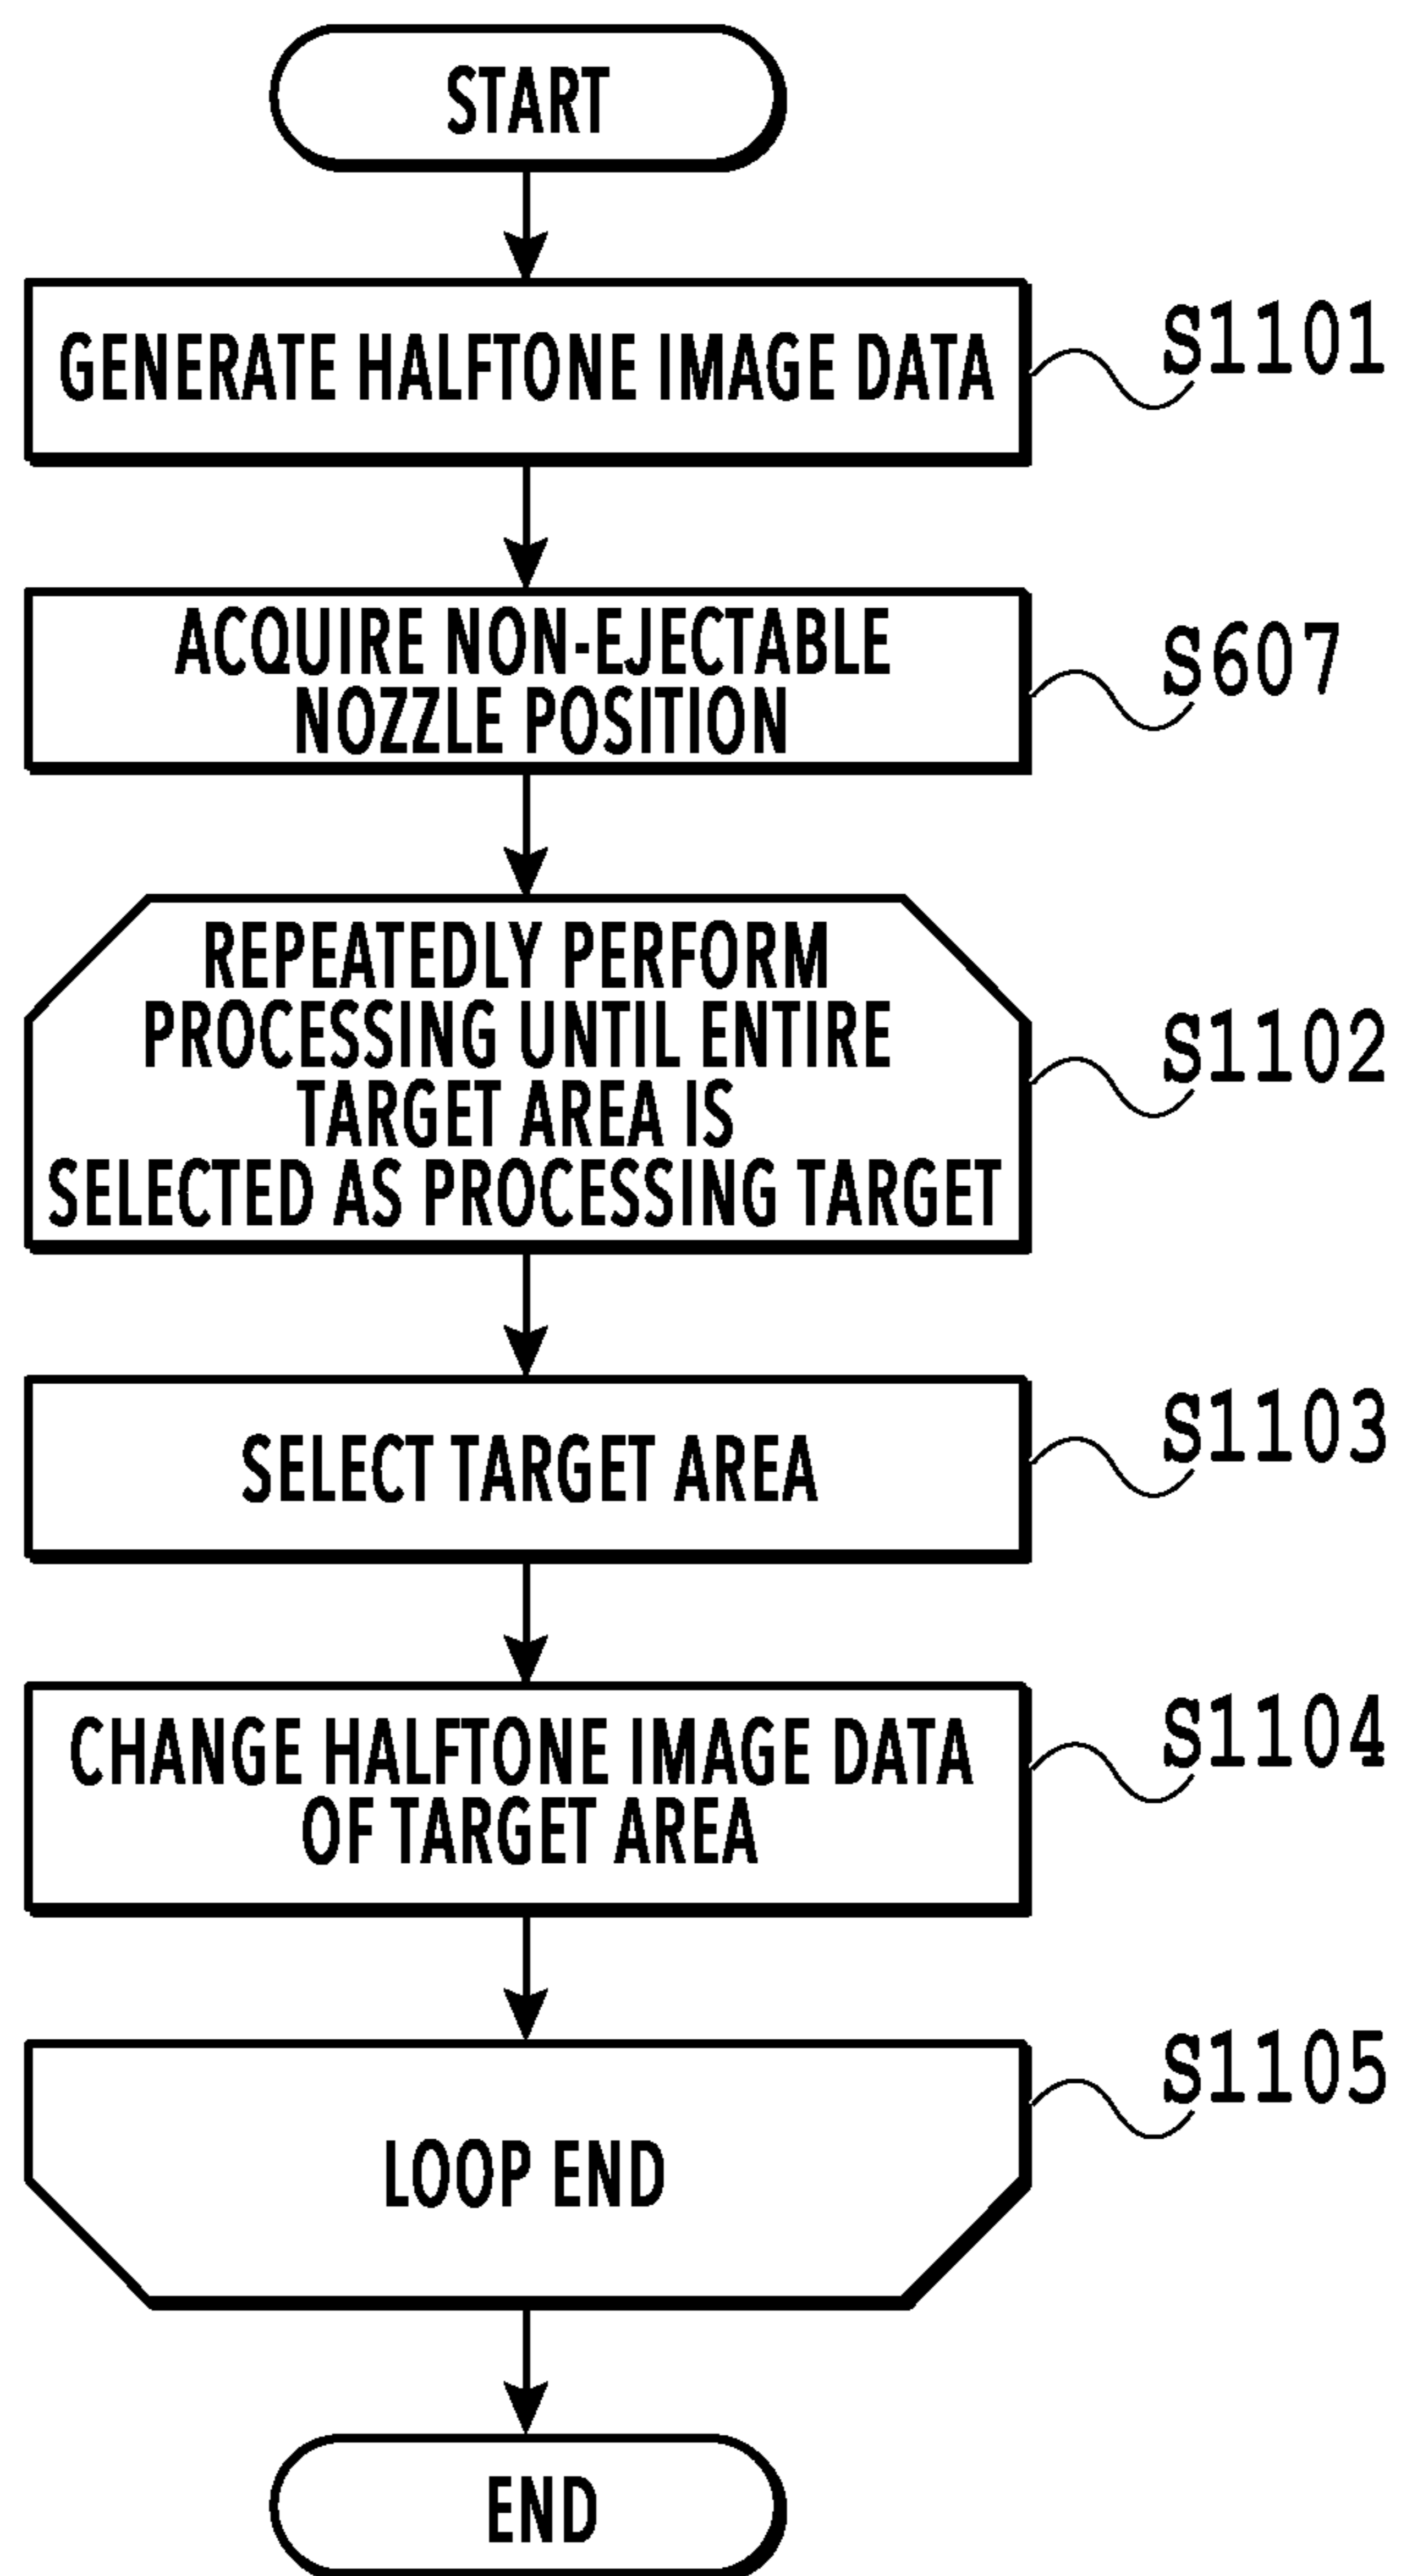 START
GENERATE HALFTONE IMAGE DATA
S1101
ACQUIRE NON-EJECTABLE
NOZZLE POSITION
S607
REPEATEDLY PERFORM
PROCESSING UNTIL ENTIRE
TARGET AREA IS
SELECTED AS PROCESSING TARGET
S1102
SELECT TARGET AREA
S1103
CHANGE HALFTONE IMAGE DATA
OF TARGET AREA
S1104
LOOP END
S1105
END